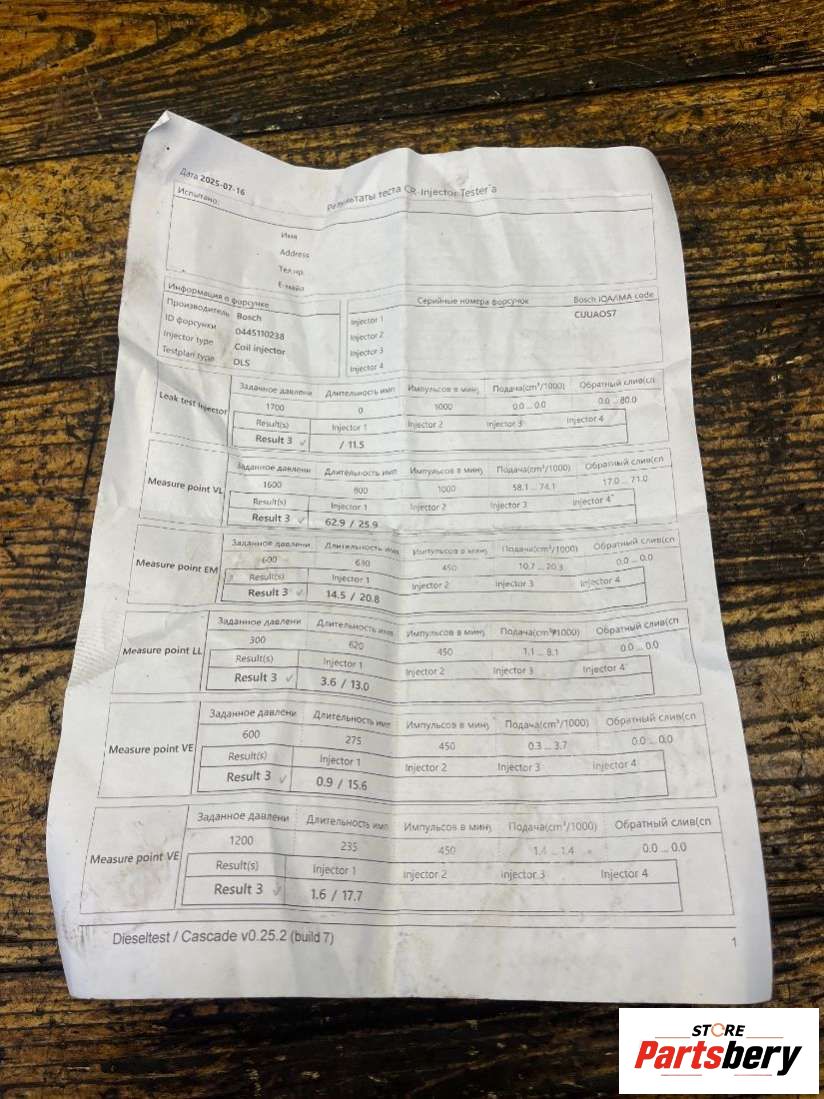 Дата 2025-07-16
Результаты теста CR-Injector Tester'a
Испытано:
Имя
Address
Тел нр.
E-майл
Информация о форсунке
Серийные номера форсунок Bosch IQA/IMA code
Производитель Bosch
ID форсунки 0445110238
Injector type Coil injector
Testplan type DLS
Injector 1 CUUAOS7
Injector 2
Injector 3
Injector 4
Leak test injector
Заданное давлени Длительность имп Импульсов в мин) Подача(cm³/1000) Обратный слив(сп
1700 0 1000 0.0 ... 0.0 0.0 ... 80.0
Result(s) Injector 1 Injector 2 Injector 3 Injector 4
Result 3 ✓ / 11.5
Measure point VL
Заданное давлени Длительность имп Импульсов в мин) Подача(cm³/1000) Обратный слив(сп
1600 800 1000 58.1 ... 74.1 17.0 ... 71.0
Result(s) Injector 1 Injector 2 Injector 3 Injector 4
Result 3 ✓ 62.9 / 25.9
Measure point EM
Заданное давлени Длительность имп Импульсов в мин) Подача(cm³/1000) Обратный слив(сп
600 450 10.7 ... 20.3 0.0 ... 0.0
Result(s) Injector 1 Injector 2 Injector 3 Injector 4
Result 3 ✓ 14.5 / 20.8
Measure point LL
Заданное давлени Длительность имп Импульсов в мин) Подача(cm³/1000) Обратный слив(сп
300 620 450 1.1 ... 8.1 0.0 ... 0.0
Result(s) Injector 1 Injector 2 Injector 3 Injector 4
Result 3 ✓ 3.6 / 13.0
Measure point VE
Заданное давлени Длительность имп Импульсов в мин) Подача(cm³/1000) Обратный слив(сп
600 275 450 0.3 ... 3.7 0.0 ... 0.0
Result(s) Injector 1 Injector 2 Injector 3 Injector 4
Result 3 ✓ 0.9 / 15.6
Measure point VE
Заданное давлени Длительность имп Импульсов в мин) Подача(cm³/1000) Обратный слив(сп
1200 235 450 1.4 ... 1.4 0.0 ... 0.0
Result(s) Injector 1 Injector 2 Injector 3 Injector 4
Result 3 ✓ 1.6 / 17.7
Dieseltest / Cascade v0.25.2 (build 7) 1
STORE
Partsbery